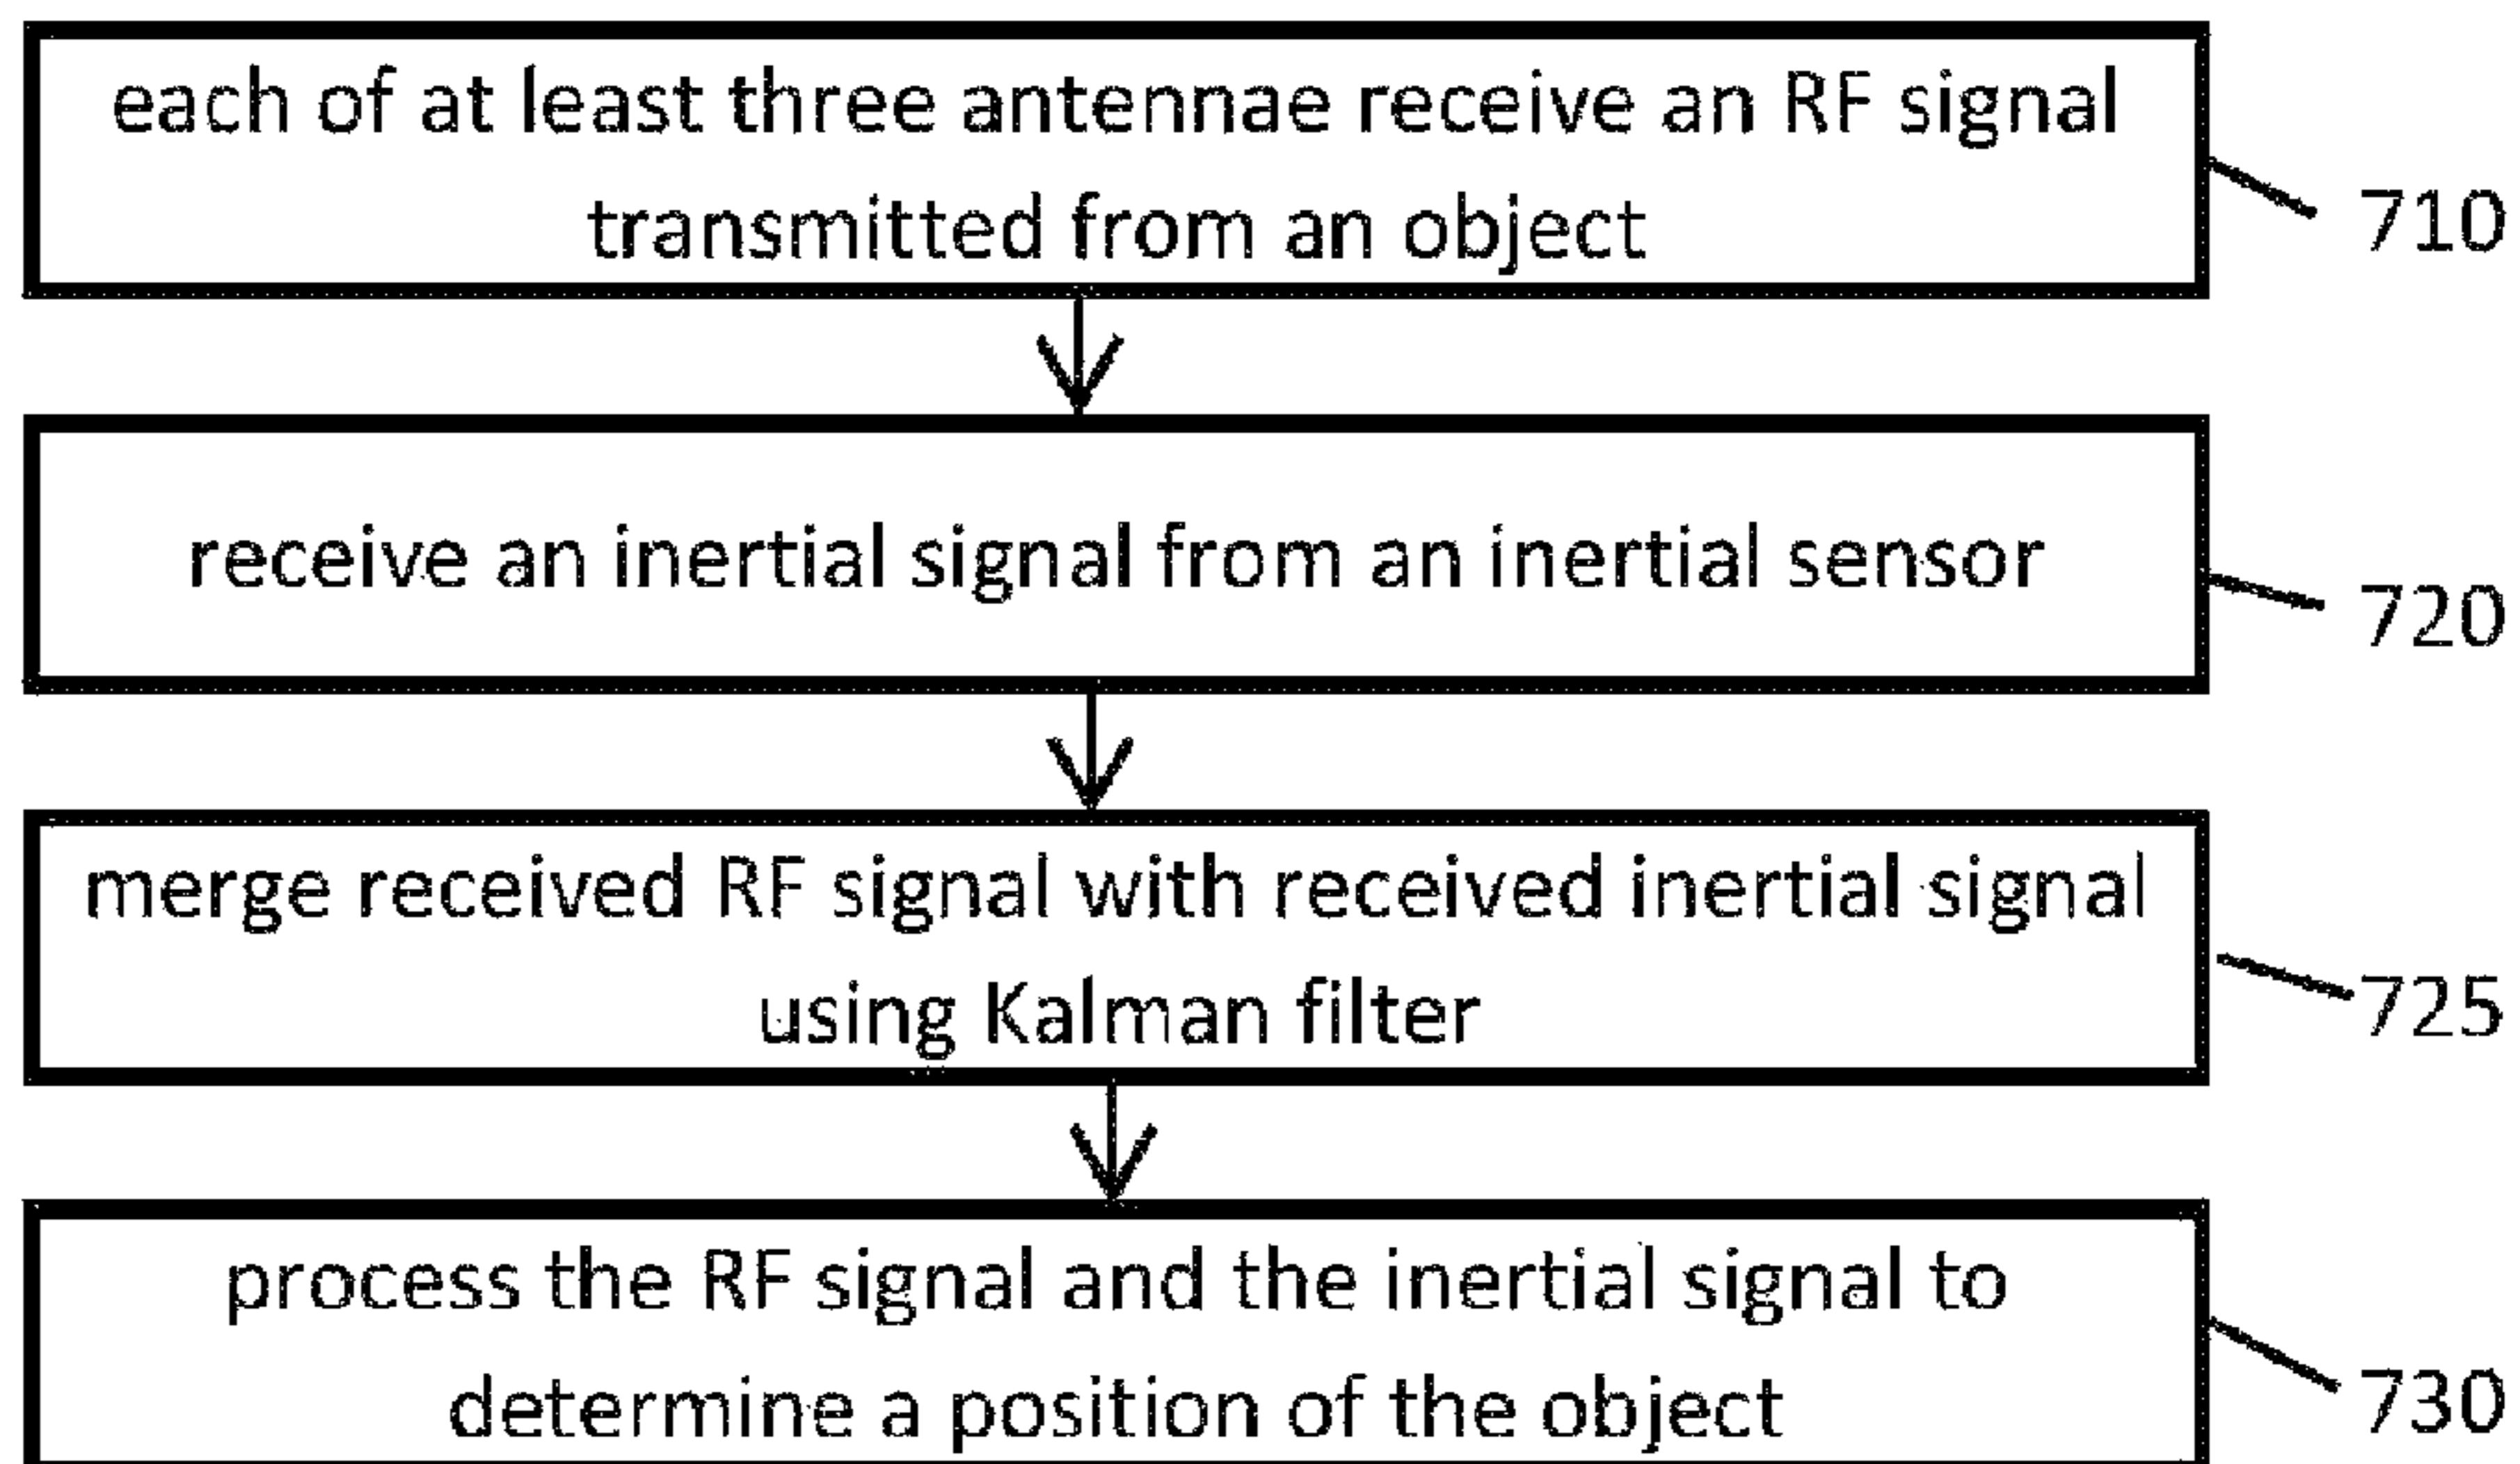 each of at least three antennae receive an RF signal
transmitted from an object
710
receive an inertial signal from an inertial sensor
720
merge received RF signal with received inertial signal
using Kalman filter
725
process the RF signal and the inertial signal to
determine a position of the object
730